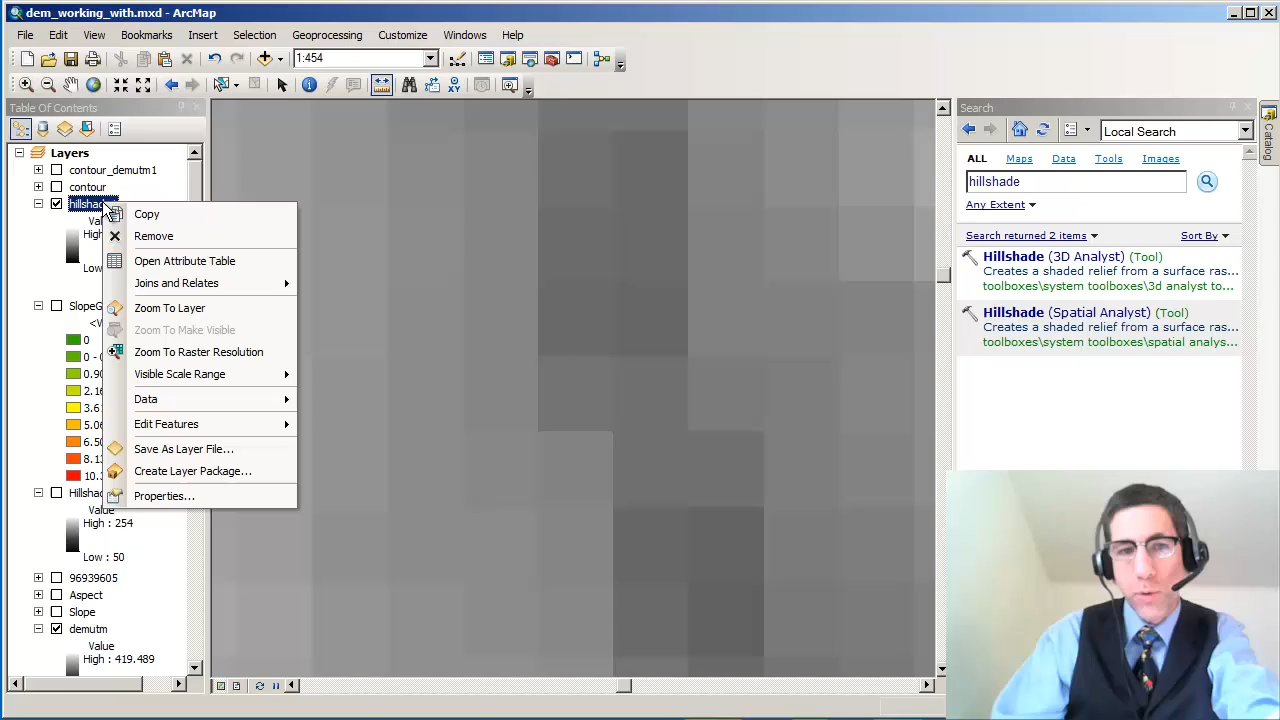 dem_working_with.mxd - ArcMap
File Edit View Bookmarks Insert Selection Geoprocessing Customize Windows Help
1:454
Table Of Contents
Layers
contour_demutm1
contour
Copy
Remove
Open Attribute Table
Joins and Relates
Zoom To Layer
Zoom To Make Visible
Zoom To Raster Resolution
Visible Scale Range
Data
Edit Features
Save As Layer File...
Create Layer Package...
Properties...
High
Low
0
Value
High : 254
Low : 50
96939605
Aspect
Slope
demutm
Value
High : 419.489
Search
Local Search
ALL Maps Data Tools Images
hillshade
Any Extent
Search returned 2 items Sort By
Hillshade (3D Analyst) (Tool)
Creates a shaded relief from a surface ras...
toolboxes\system toolboxes\3d analyst to...
Hillshade (Spatial Analyst) (Tool)
Creates a shaded relief from a surface ras...
toolboxes\system toolboxes\spatial analys...
Catalog